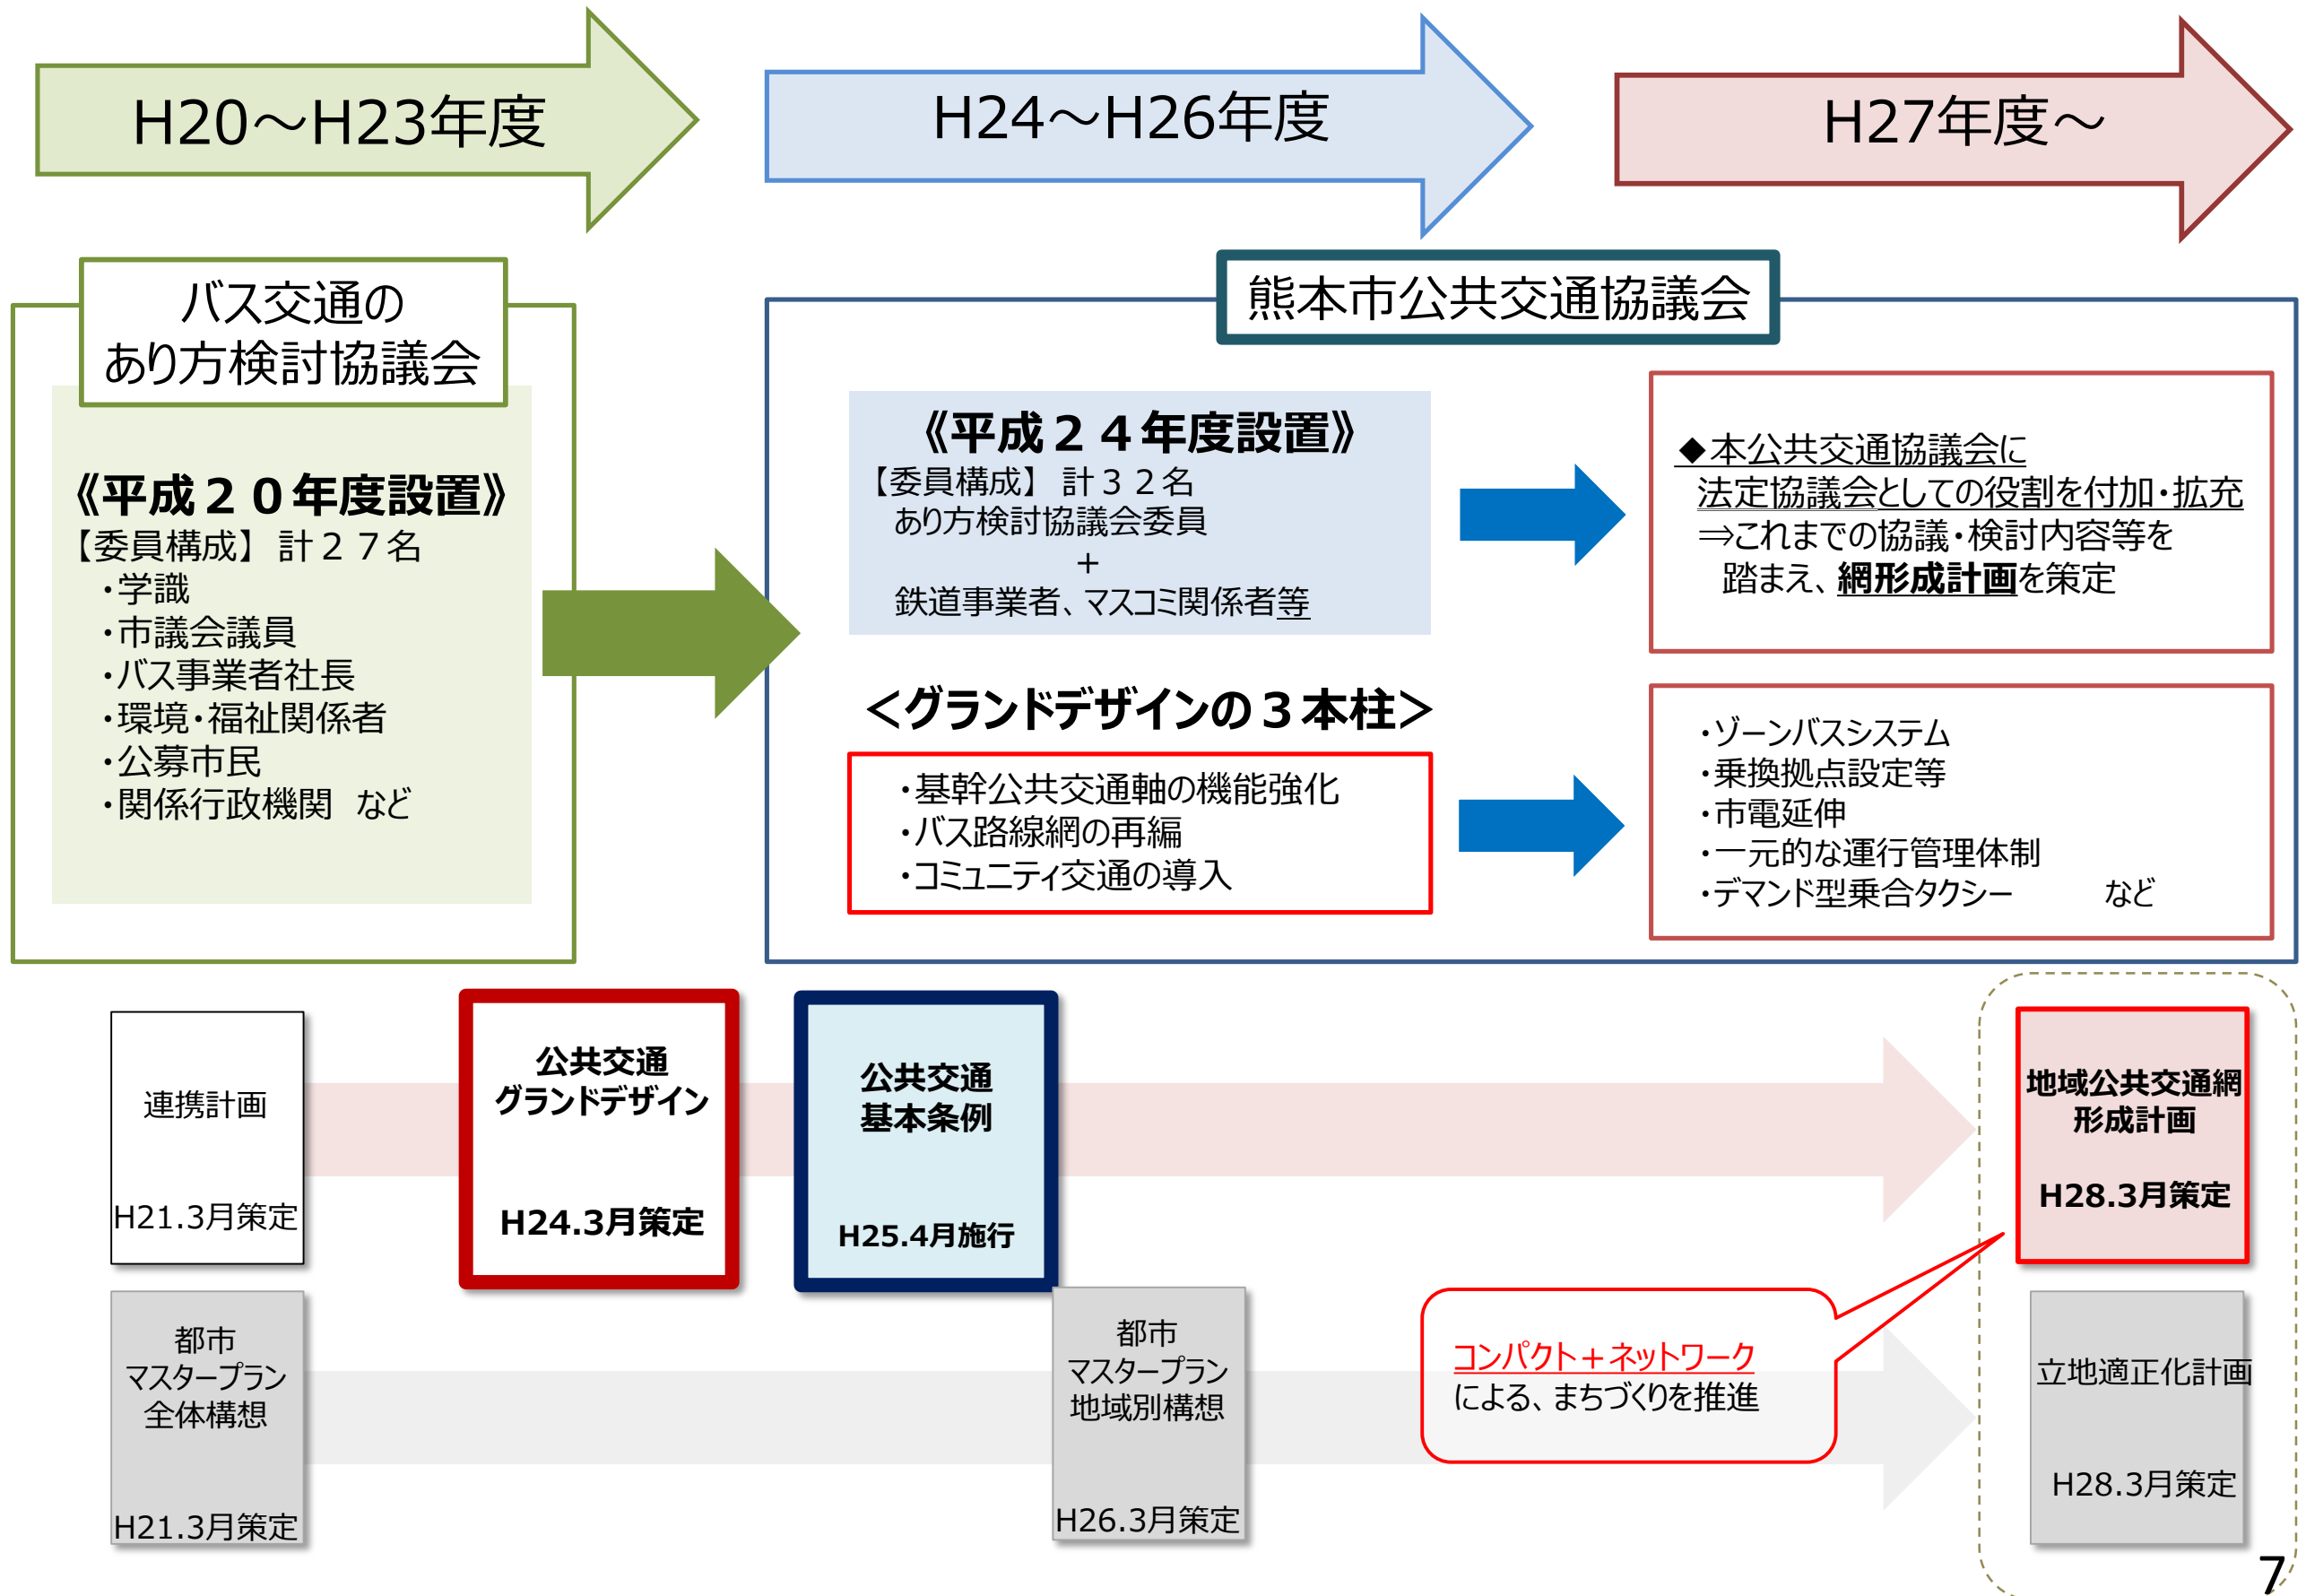 H20～H23年度
H24～H26年度
H27年度～
バス交通の
あり方検討協議会
《平成２０年度設置》
【委員構成】 計２７名
・学識
・市議会議員
・バス事業者社長
・環境・福祉関係者
・公募市民
・関係行政機関　など
熊本市公共交通協議会
《平成２４年度設置》
【委員構成】 計３２名
あり方検討協議会委員
＋
鉄道事業者、マスコミ関係者等
＜グランドデザインの３本柱＞
・基幹公共交通軸の機能強化
・バス路線網の再編
・コミュニティ交通の導入
◆本公共交通協議会に
法定協議会としての役割を付加・拡充
⇒これまでの協議・検討内容等を
踏まえ、網形成計画を策定
・ゾーンバスシステム
・乗換拠点設定等
・市電延伸
・一元的な運行管理体制
・デマンド型乗合タクシー　　など
連携計画
H21.3月策定
公共交通
グランドデザイン
H24.3月策定
公共交通
基本条例
H25.4月施行
地域公共交通網
形成計画
H28.3月策定
都市
マスタープラン
全体構想
H21.3月策定
都市
マスタープラン
地域別構想
H26.3月策定
コンパクト＋ネットワーク
による、まちづくりを推進
立地適正化計画
H28.3月策定
7